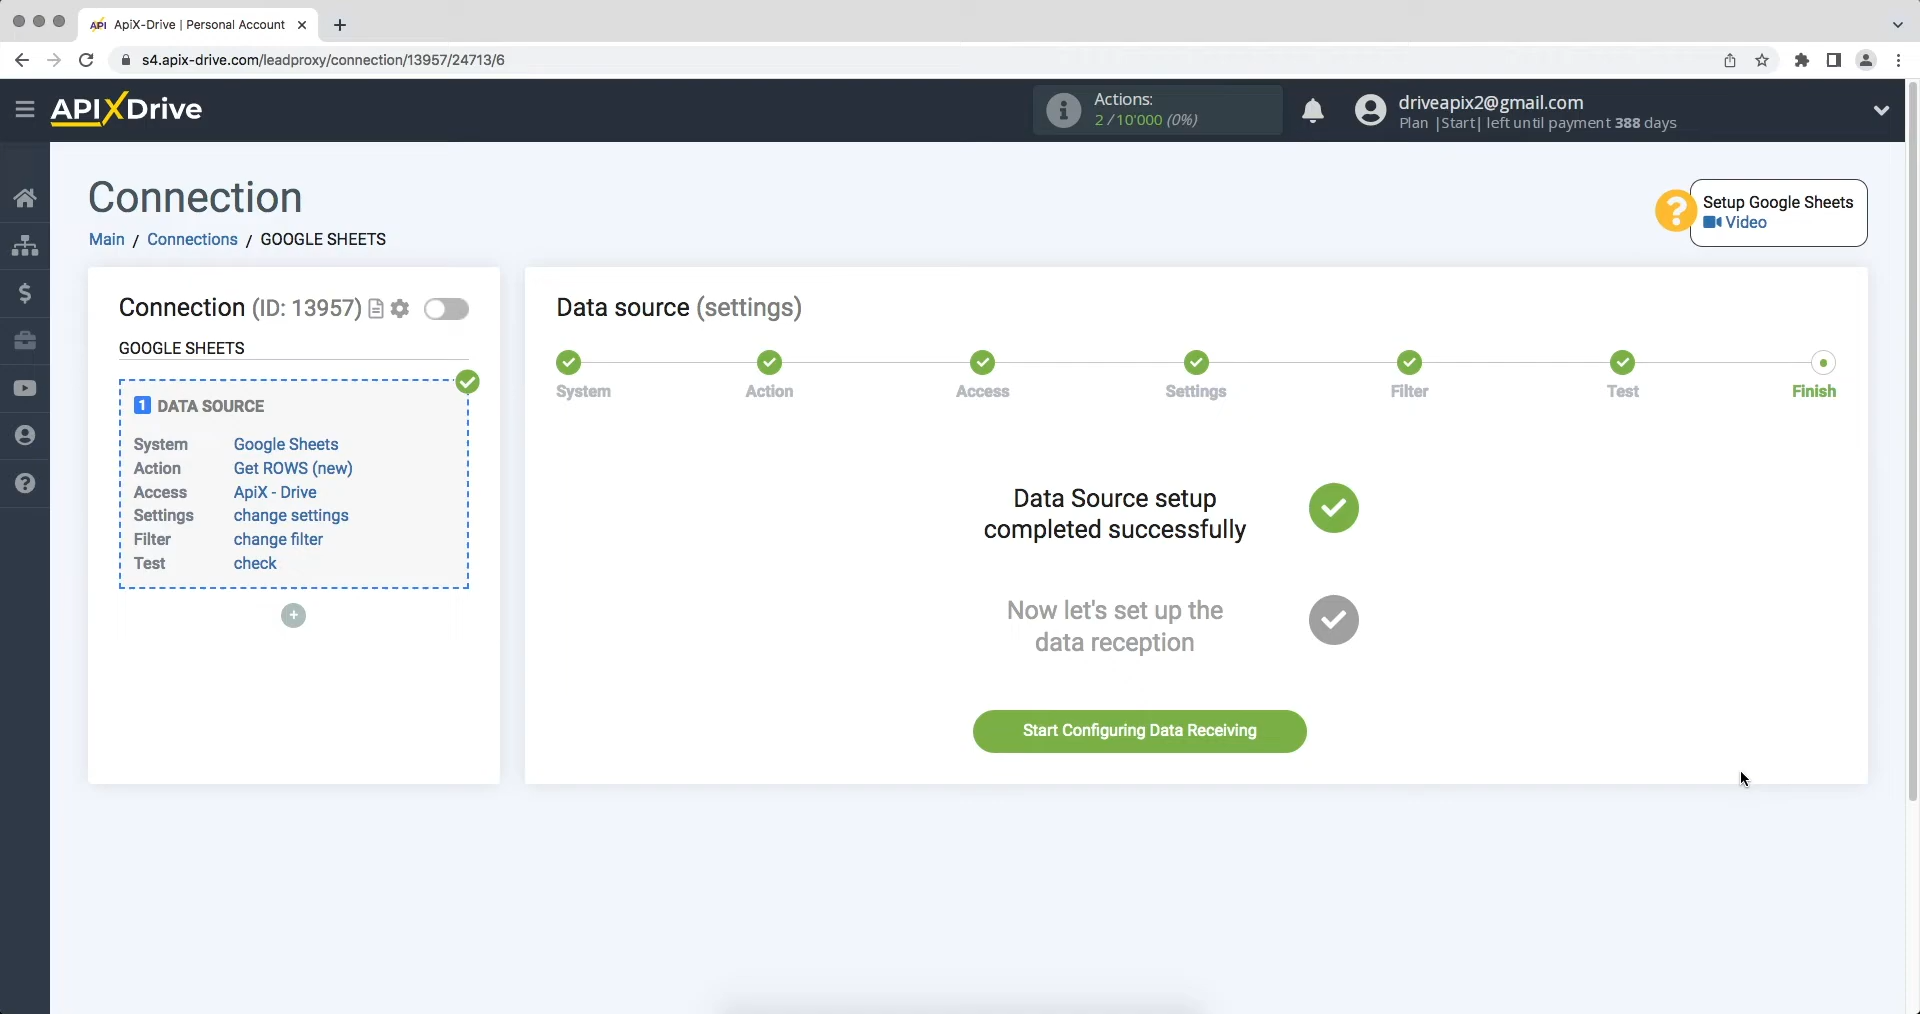 API ApiX-Drive | Personal Account
s4.apix-drive.com/leadproxy/connection/13957/24713/6
APIXDrive
Actions:
2 / 10'000 (0%)
driveapix2@gmail.com
Plan |Start| left until payment 388 days
Connection
Main / Connections / GOOGLE SHEETS
Setup Google Sheets
Video
Connection (ID: 13957)
GOOGLE SHEETS
1 DATA SOURCE
System Google Sheets
Action Get ROWS (new)
Access ApiX - Drive
Settings change settings
Filter change filter
Test check
Data source (settings)
System Action Access Settings Filter Test Finish
Data Source setup
completed successfully
Now let's set up the
data reception
Start Configuring Data Receiving